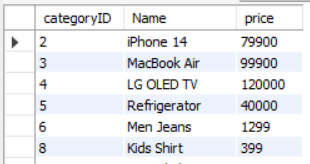 categoryID Name price
2 iPhone 14 79900
3 MacBook Air 99900
4 LG OLED TV 120000
5 Refrigerator 40000
6 Men Jeans 1299
8 Kids Shirt 399